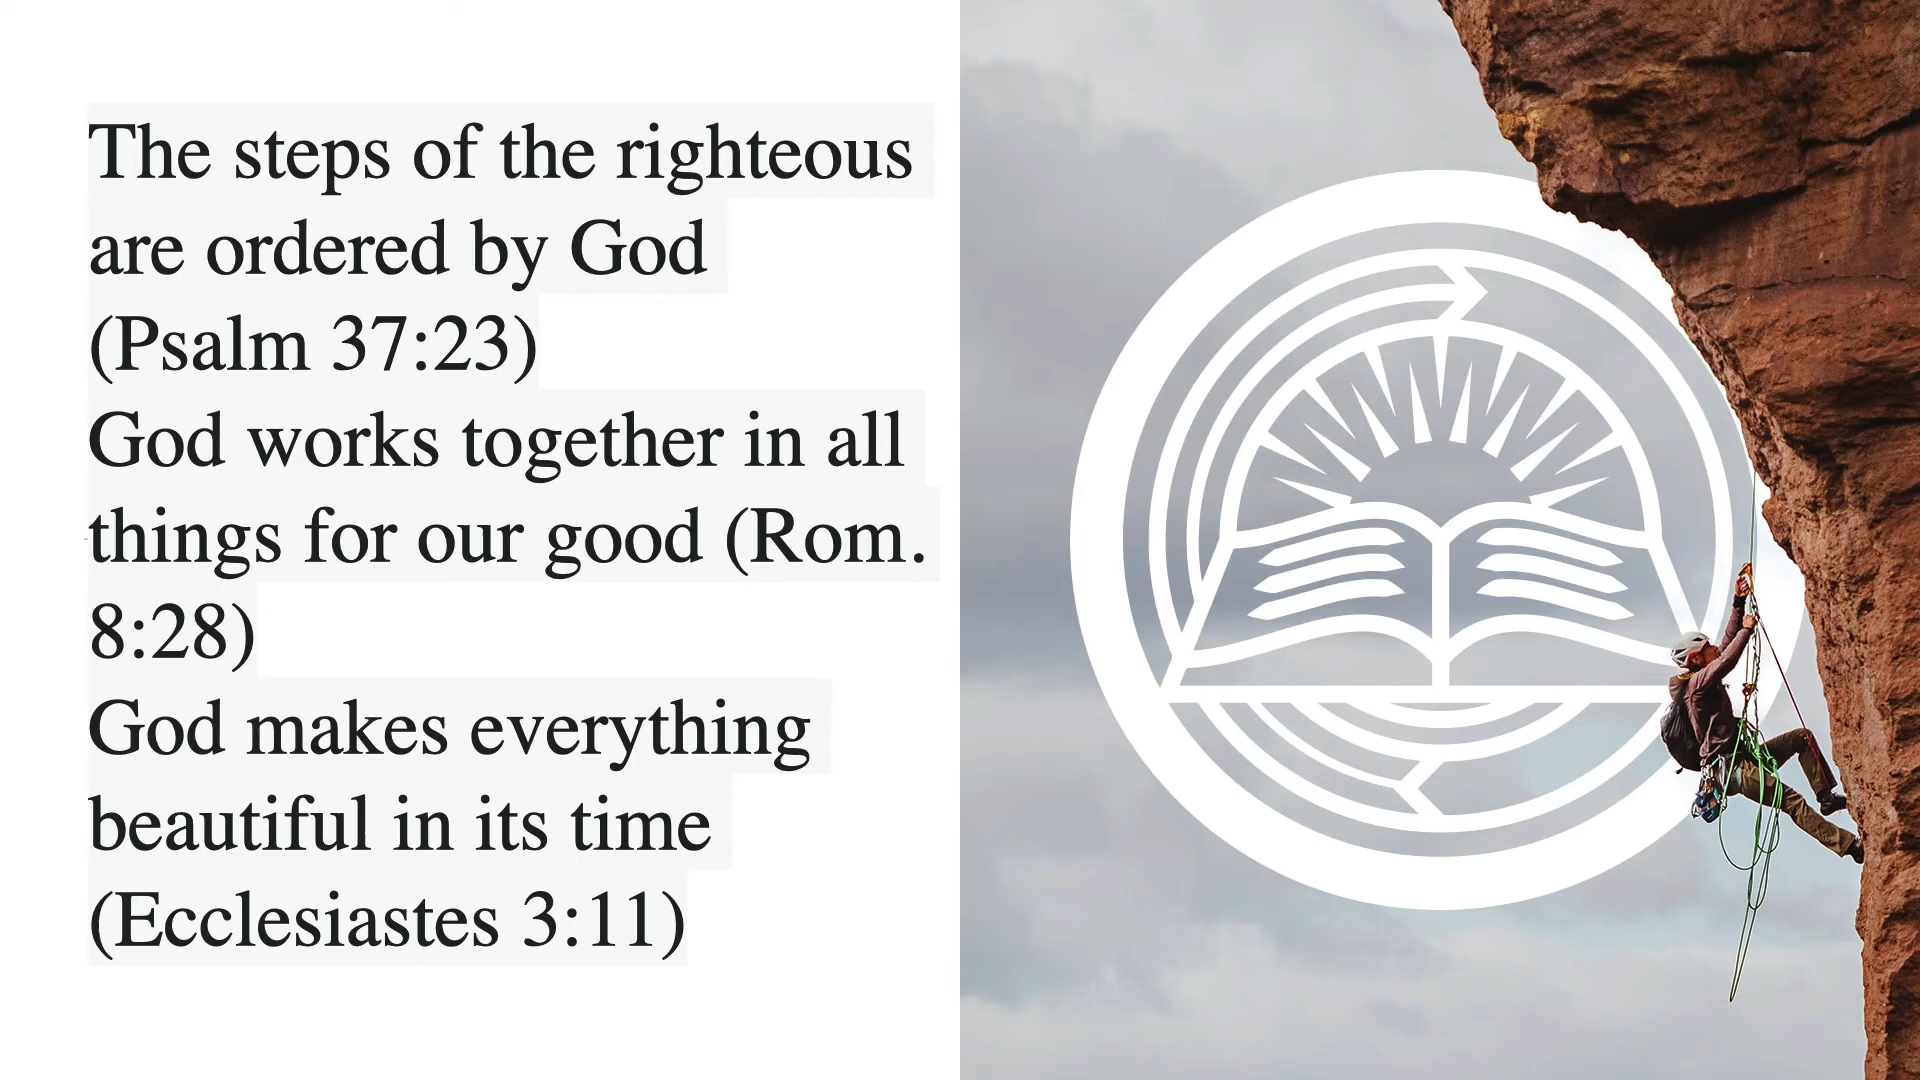 The steps of the righteous
are ordered by God
(Psalm 37:23)
God works together in all
things for our good (Rom.
8:28)
God makes everything
beautiful in its time
(Ecclesiastes 3:11)